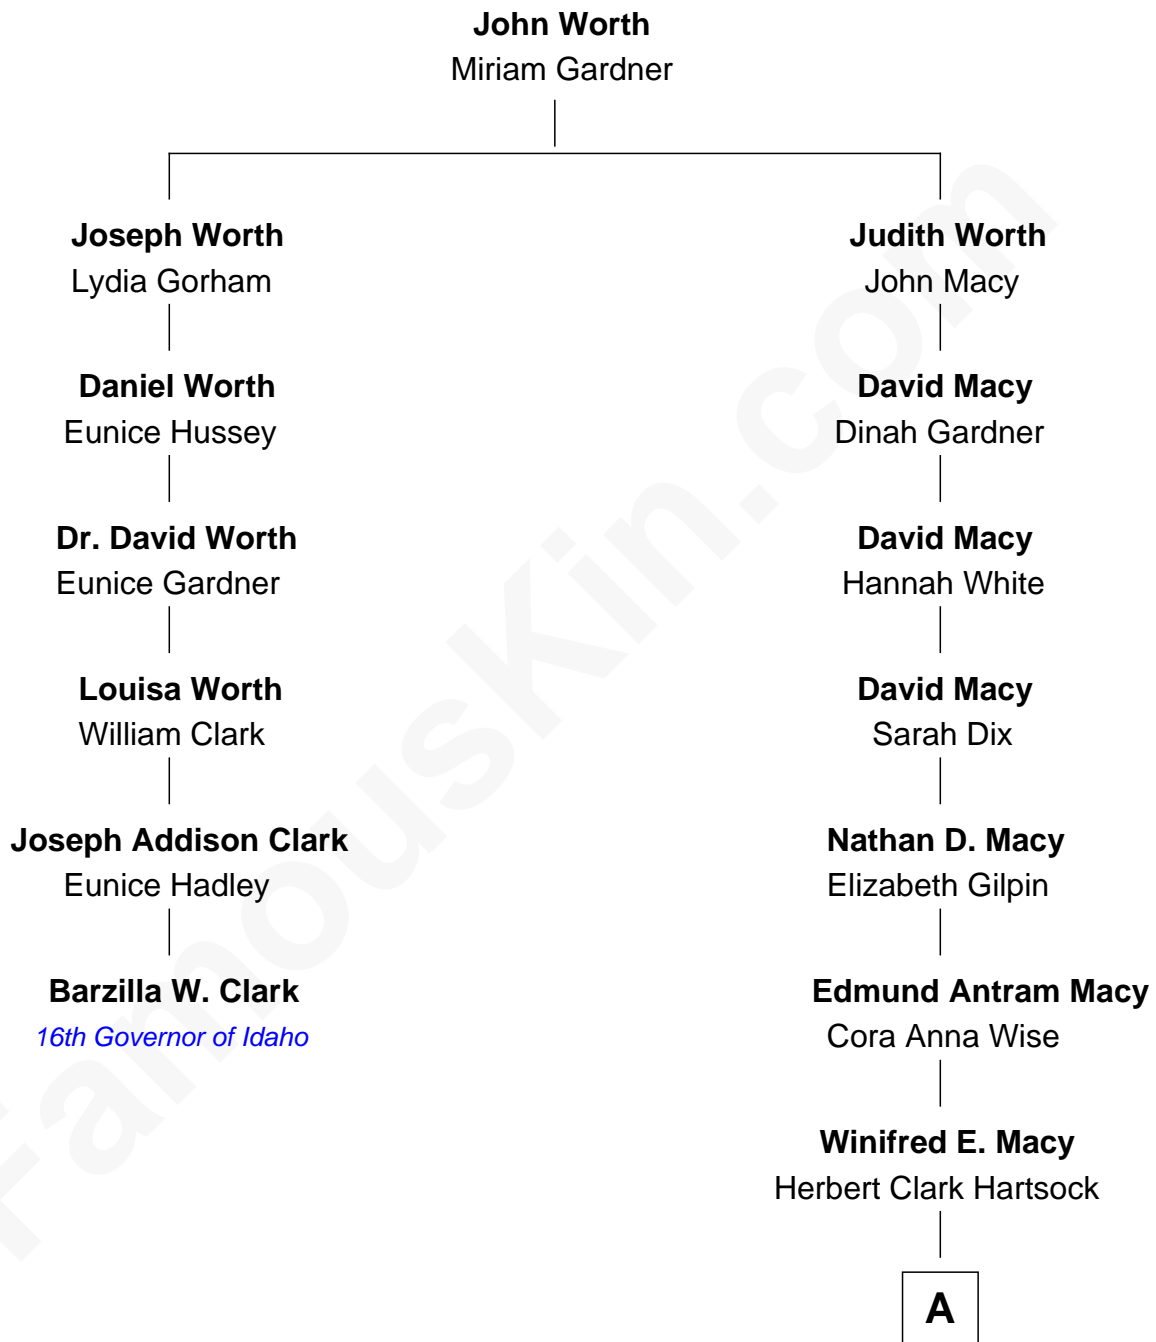 John Worth
Miriam Gardner
Joseph Worth
Lydia Gorham
Daniel Worth
Eunice Hussey
Dr. David Worth
Eunice Gardner
Louisa Worth
William Clark
Joseph Addison Clark
Eunice Hadley
Barzilla W. Clark
16th Governor of Idaho
Judith Worth
John Macy
David Macy
Dinah Gardner
David Macy
Hannah White
David Macy
Sarah Dix
Nathan D. Macy
Elizabeth Gilpin
Edmund Antram Macy
Cora Anna Wise
Winifred E. Macy
Herbert Clark Hartsock
A
FamousKin.com